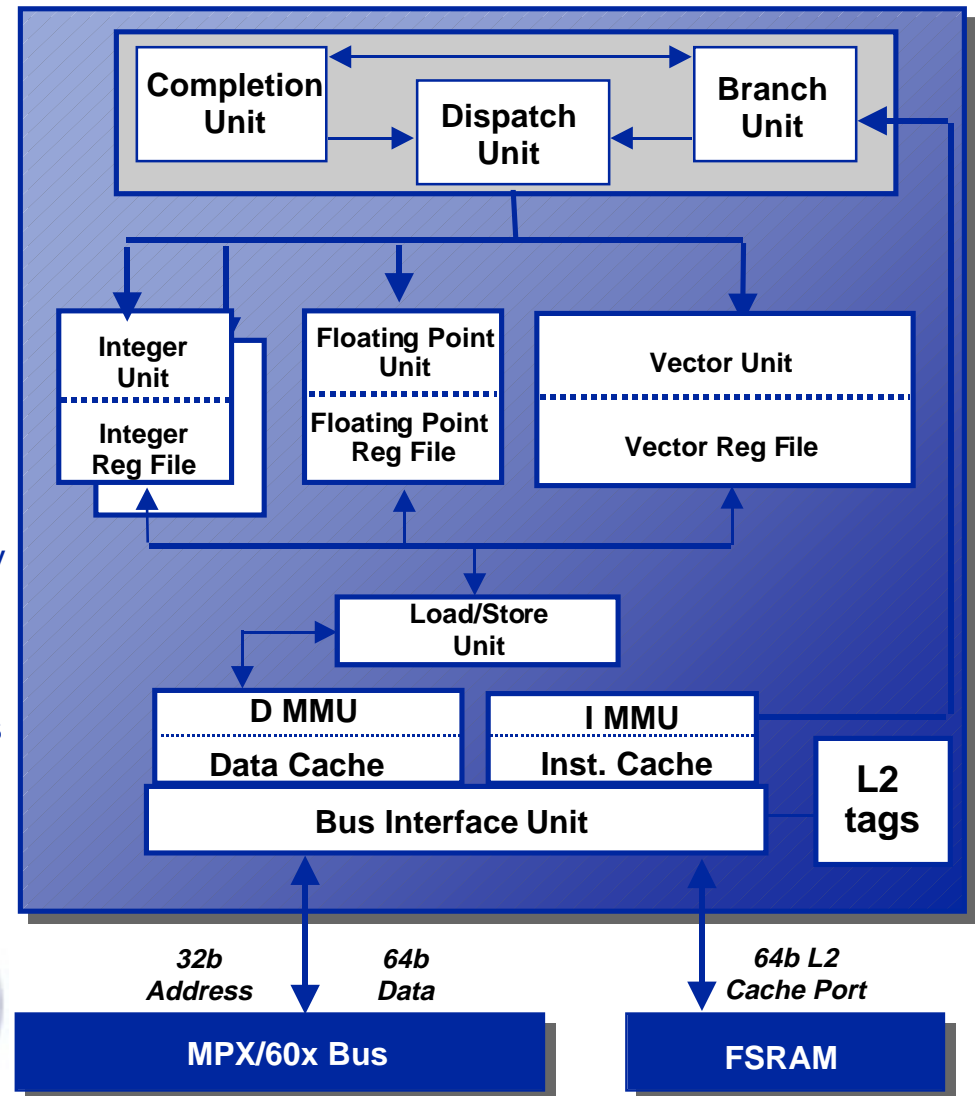 Completion
Unit
Dispatch
Unit
Branch
Unit
Integer
Unit
Integer
Reg File
Floating Point
Unit
Floating Point
Reg File
Vector Unit
Vector Reg File
Load/Store
Unit
D MMU
Data Cache
I MMU
Inst. Cache
L2
tags
Bus Interface Unit
32b
Address
64b
Data
64b L2
Cache Port
MPX/60x Bus
FSRAM